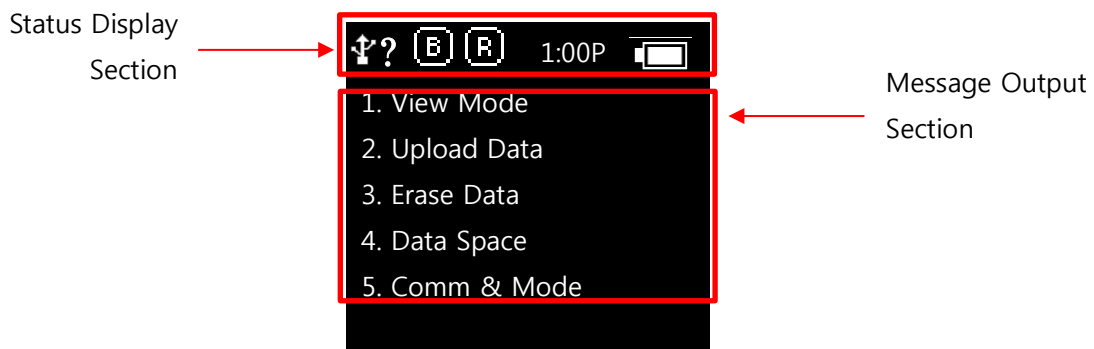 Status Display
Section
? B R 1:00P
Message Output
Section
1. View Mode
2. Upload Data
3. Erase Data
4. Data Space
5. Comm & Mode